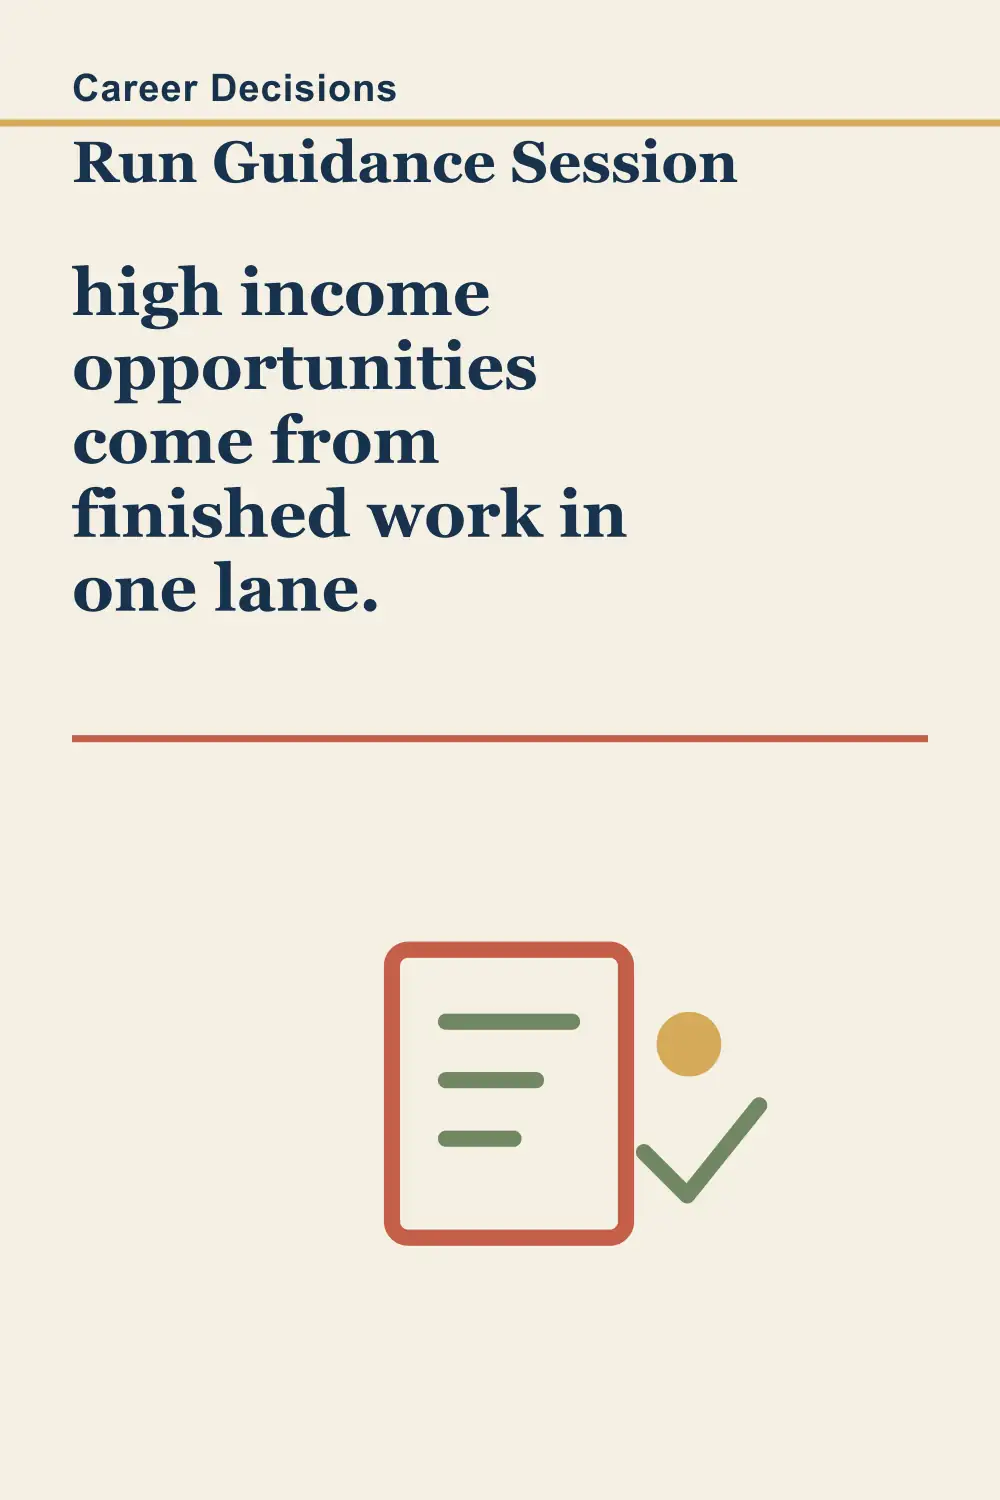 Career Decisions
Run Guidance Session
high income
opportunities
come from
finished work in
one lane.